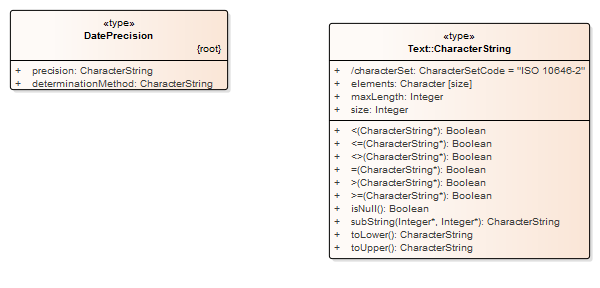 «type»
DatePrecision
{root}
+ precision: CharacterString
+ determinationMethod: CharacterString
«type»
Text::CharacterString
+ /characterSet: CharacterSetCode = "ISO 10646-2"
+ elements: Character [size]
+ maxLength: Integer
+ size: Integer
+ <(CharacterString*): Boolean
+ <=(CharacterString*): Boolean
+ <>(CharacterString*): Boolean
+ =(CharacterString*): Boolean
+ >(CharacterString*): Boolean
+ >=(CharacterString*): Boolean
+ isNull(): Boolean
+ subString(Integer*, Integer*): CharacterString
+ toLower(): CharacterString
+ toUpper(): CharacterString